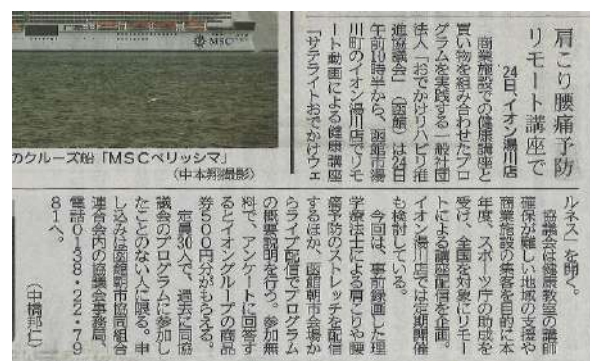 肩こり腰痛予防
リモート講座で
24日、イオン湯川店
商業施設での健康講座と
買い物を組み合わせたプロ
グラムを実践する一般社団
法人「おでかけリハビリ推
進協議会」(函館)は24日
午前10時半から、函館市湯
川町のイオン湯川店でリモ
ート動画による健康講座
「サテライトおでかけウェ
ルネス」を開く。
協議会は健康教室の講師
確保が難しい地域の支援や
商業施設の集客を目的に本
年度、スポーツ庁の助成を
受け、全国を対象にリモー
トによる講座配信を企画。
イオン湯川店では定期開催
も検討している。
今回は、事前録画した理
学療法士による肩こりや腰
痛予防のストレッチを配信
するほか、函館朝市会場か
らライブ配信でプログラム
の概要説明を行う。参加無
料で、アンケートに回答す
るとイオングループの商品
券500円分がもらえる。
定員30人で、過去に同協
議会のプログラムに参加し
たことのない人に限る。申
し込みは函館朝市協同組合
連合会内の協議会事務局、
電話0138・22・79
81へ。
(中橋邦仁)
MSC
のクルーズ船「MSCベリッシマ」
(中本翔撮影)